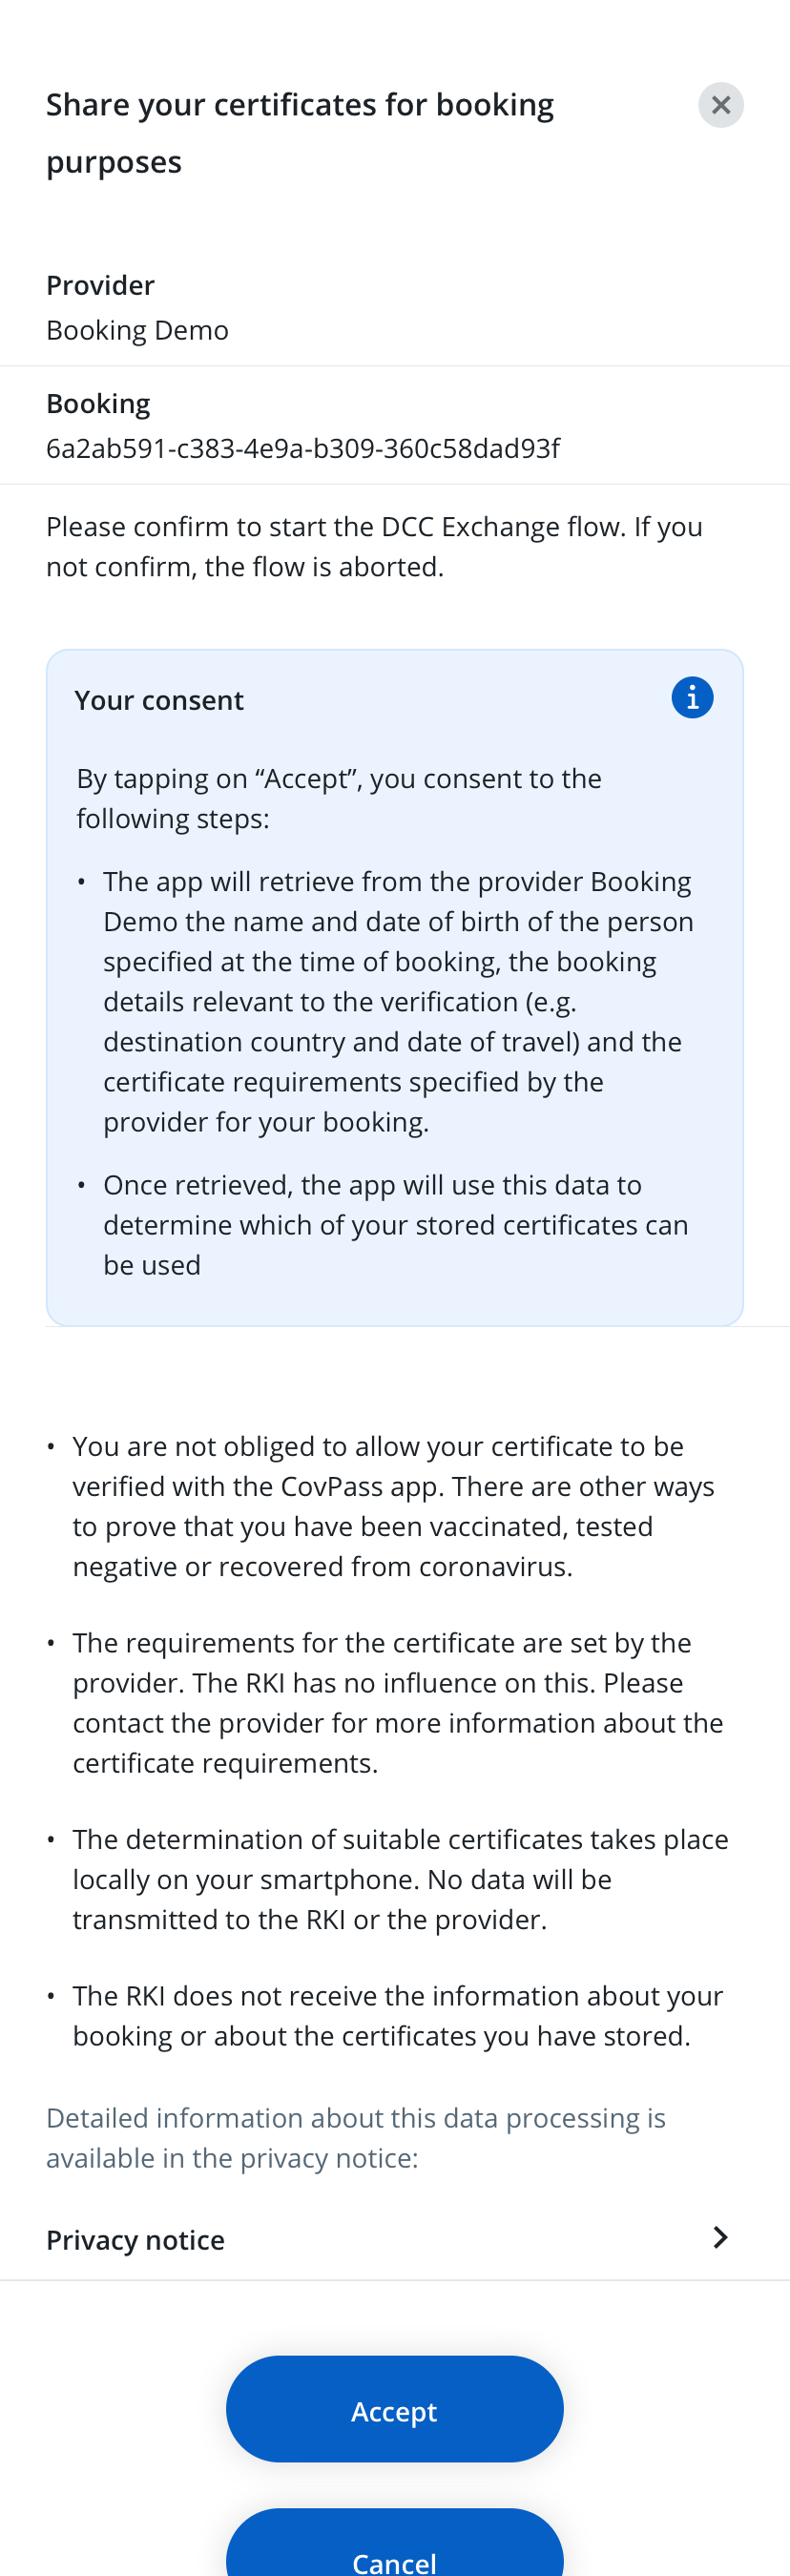 Share your certificates for booking
purposes
Provider
Booking Demo
Booking
6a2ab591-c383-4e9a-b309-360c58dad93f
Please confirm to start the DCC Exchange flow. If you
not confirm, the flow is aborted.
Your consent
By tapping on “Accept”, you consent to the
following steps:
• The app will retrieve from the provider Booking
Demo the name and date of birth of the person
specified at the time of booking, the booking
details relevant to the verification (e.g.
destination country and date of travel) and the
certificate requirements specified by the
provider for your booking.
• Once retrieved, the app will use this data to
determine which of your stored certificates can
be used
• You are not obliged to allow your certificate to be
verified with the CovPass app. There are other ways
to prove that you have been vaccinated, tested
negative or recovered from coronavirus.
• The requirements for the certificate are set by the
provider. The RKI has no influence on this. Please
contact the provider for more information about the
certificate requirements.
• The determination of suitable certificates takes place
locally on your smartphone. No data will be
transmitted to the RKI or the provider.
• The RKI does not receive the information about your
booking or about the certificates you have stored.
Detailed information about this data processing is
available in the privacy notice:
Privacy notice
Accept
Cancel